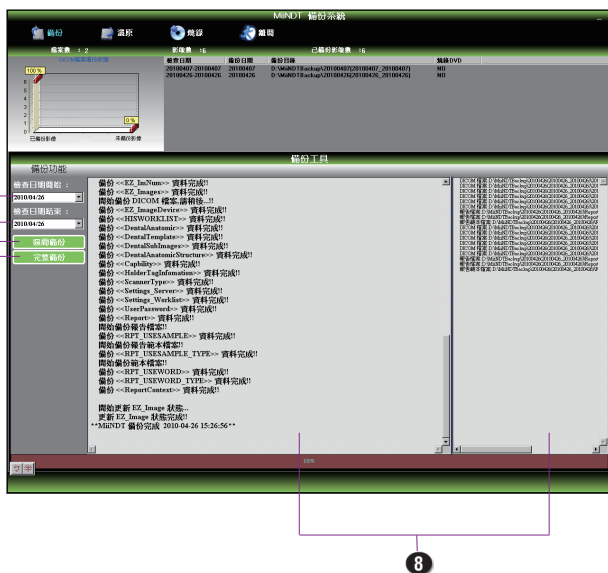 MiiNDT 備份系統
備份 還原 燒錄 離開
檔案數 : 2 影像數 :6 已備份影像數 :6
DICOM檔案備份狀態
檢查日期 備份日期 備份目錄 燒錄DVD
20100407-20100407 20100407 D:\MiiNDTBackup\20100407(20100407_20100407) NO
20100426-20100426 20100426 D:\MiiNDTBackup\20100426(20100426_20100426) NO
100 %
6
5
4
3
2
1
0
0 %
已備份影像 未備份影像
備份工具
備份功能
檢查日期開始 :
2010/04/26
檢查日期結束 :
2010/04/26
區間備份
完整備份
備份 <<EZ_ImNum>> 資料完成!!
備份 <<EZ_Images>> 資料完成!!
開始備份 DICOM 檔案,請稍後...!!
備份 <<EZ_ImageDevice>> 資料完成!!
備份 <<HISWORKLIST>> 資料完成!!
備份 <<DentalAnatomic>> 資料完成!!
備份 <<DentalTemplate>> 資料完成!!
備份 <<DentalSubImages>> 資料完成!!
備份 <<DentalAnatomicStructure>> 資料完成!!
備份 <<Capbility>> 資料完成!!
備份 <<HolderTagInfomation>> 資料完成!!
備份 <<ScannerType>> 資料完成!!
備份 <<Settings_Server>> 資料完成!!
備份 <<Settings_Worklist>> 資料完成!!
備份 <<UserPassword>> 資料完成!!
備份 <<Report>> 資料完成!!
開始備份報告檔案!!
備份 <<RPT_USESAMPLE>> 資料完成!!
開始備份報告範本檔案!!
備份 <<RPT_USESAMPLE_TYPE>> 資料完成!!
開始備份範本檔案!!
備份 <<RPT_USEWORD>> 資料完成!!
備份 <<RPT_USEWORD_TYPE>> 資料完成!!
備份 <<ReportContext>> 資料完成!!
開始更新 EZ_Image 狀態...
更新 EZ_Image 狀態完成!!
**MiiNDT 備份完成 2010-04-26 15:26:56**
100%
8